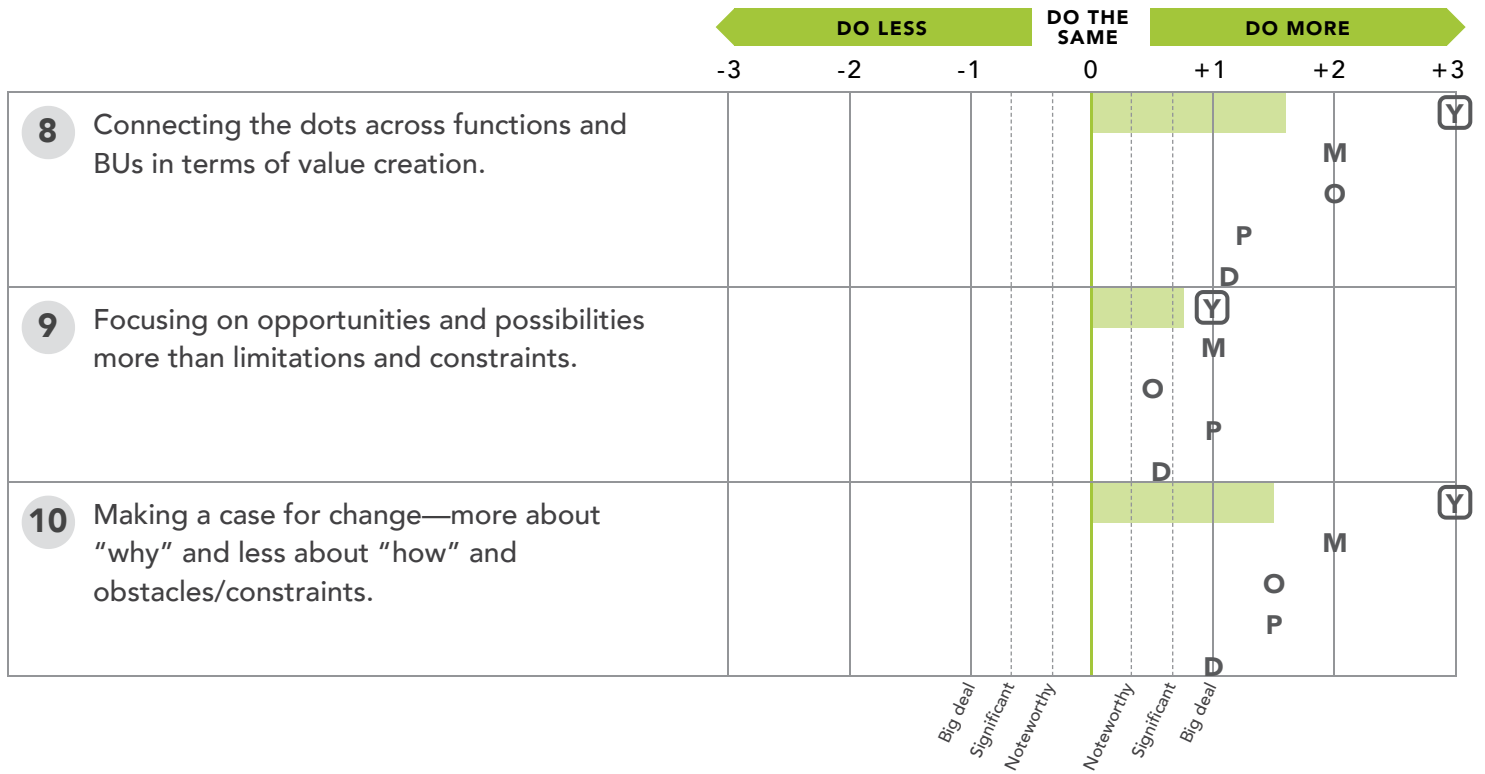 DO LESS
DO THE
SAME
DO MORE
-3 -2 -1 0 +1 +2 +3
8 Connecting the dots across functions and
BUs in terms of value creation.
Y
M
O
P
D
9 Focusing on opportunities and possibilities
more than limitations and constraints.
Y
M
O
P
D
10 Making a case for change—more about
“why” and less about “how” and
obstacles/constraints.
Y
M
O
P
D
Big deal
Significant
Noteworthy
Noteworthy
Significant
Big deal